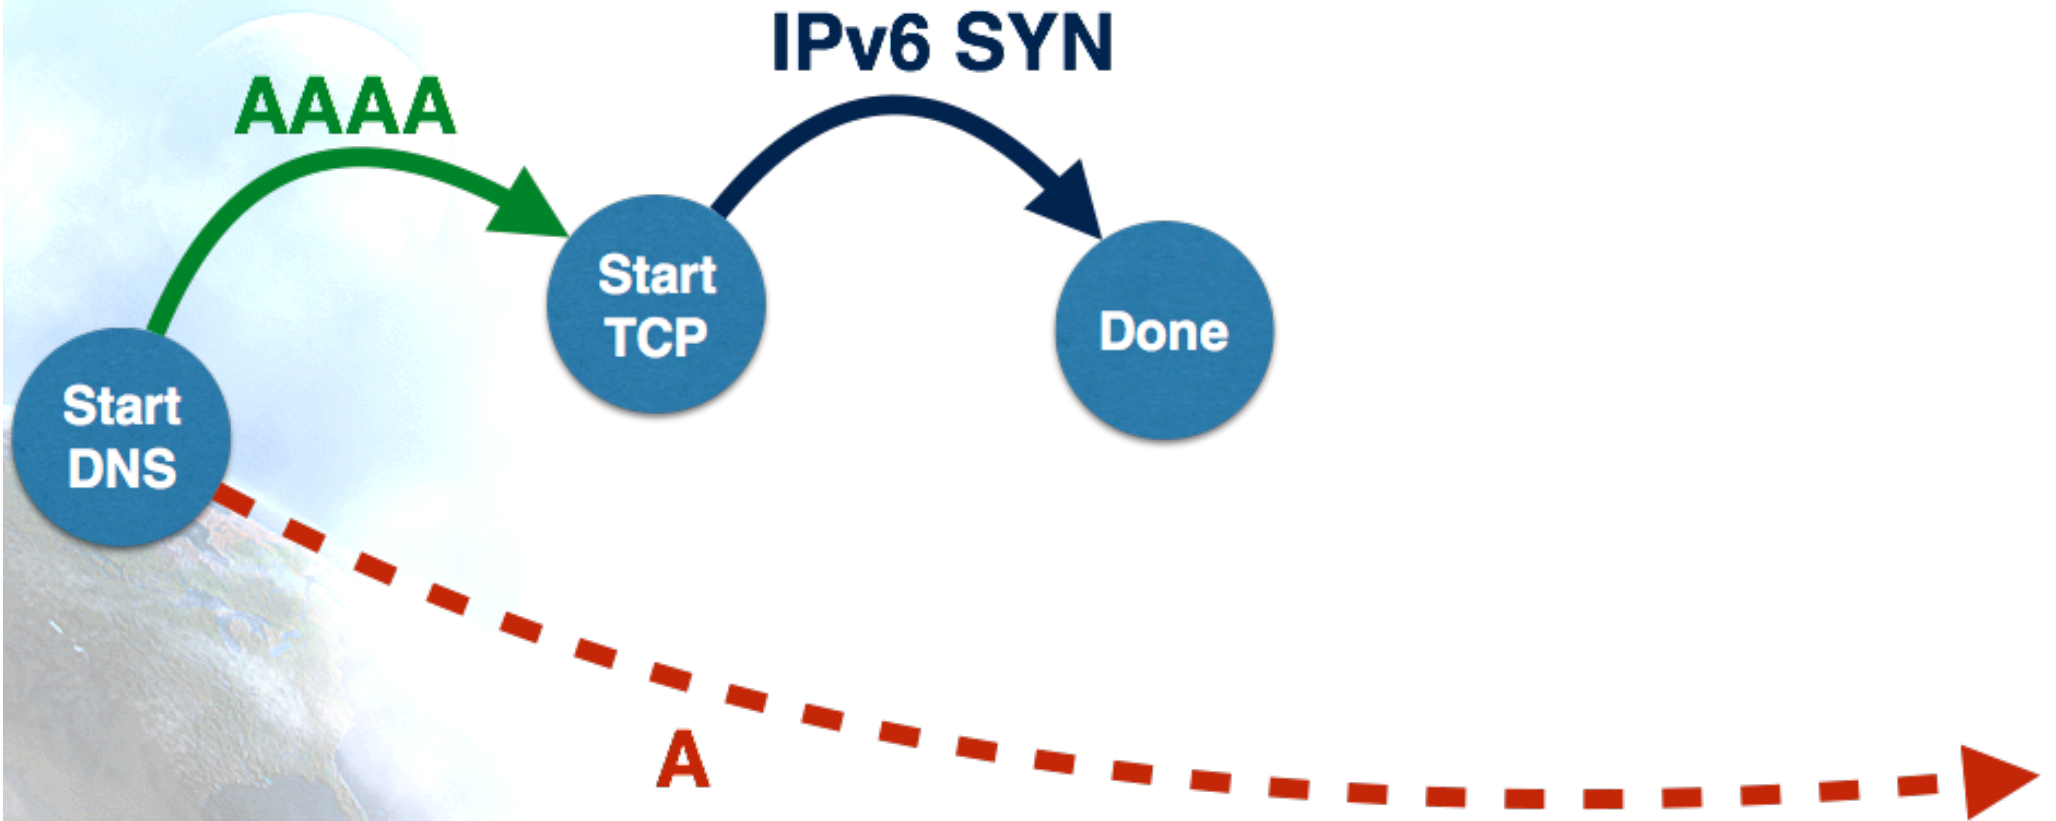 IPv6 SYN
AAAA
Start
TCP
Done
Start
DNS
A